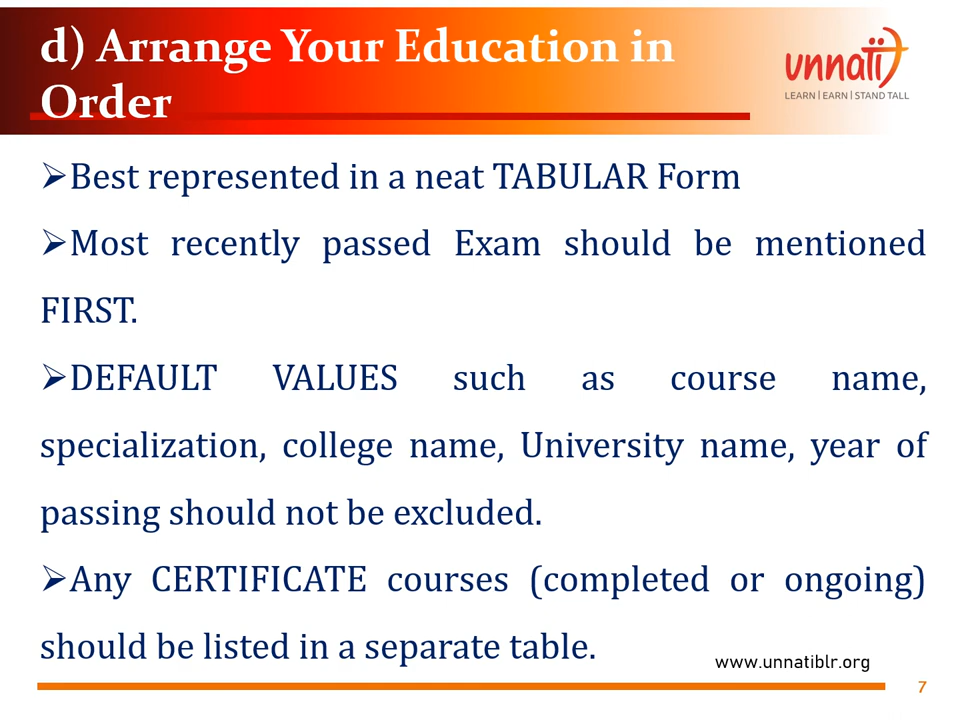 d) Arrange Your Education in
Order
unnati
LEARN | EARN | STAND TALL
➢Best represented in a neat TABULAR Form
➢Most recently passed Exam should be mentioned
FIRST.
➢DEFAULT VALUES such as course name,
specialization, college name, University name, year of
passing should not be excluded.
➢Any CERTIFICATE courses (completed or ongoing)
should be listed in a separate table.
www.unnatiblr.org
7